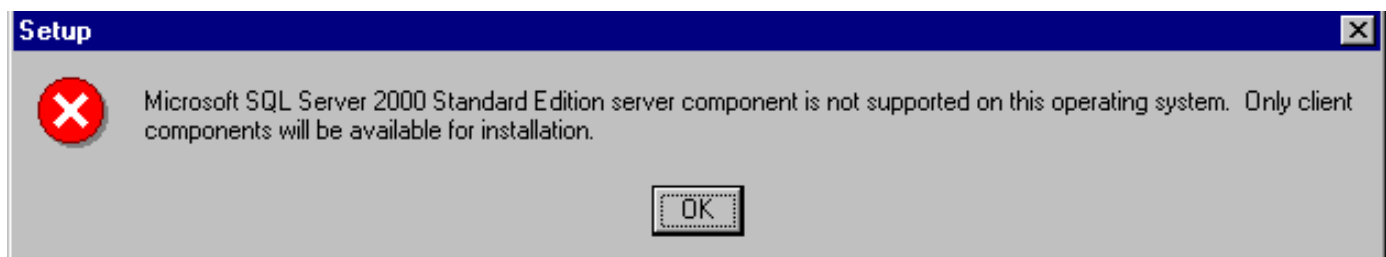 Setup
Microsoft SQL Server 2000 Standard Edition server component is not supported on this operating system.  Only client
components will be available for installation.
OK